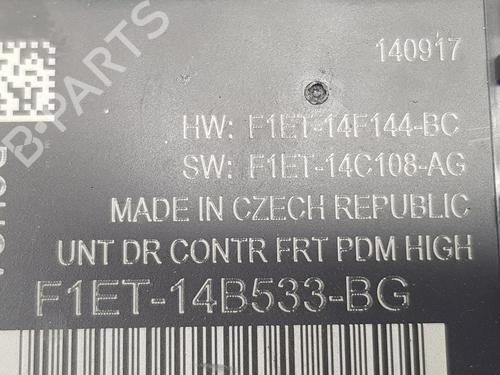 140917
HW: F1ET-14F144-BC
SW: F1ET-14C108-AG
MADE IN CZECH REPUBLIC
UNT DR CONTR FRT PDM HIGH
F1ET-14B533-BG
B-PARTS